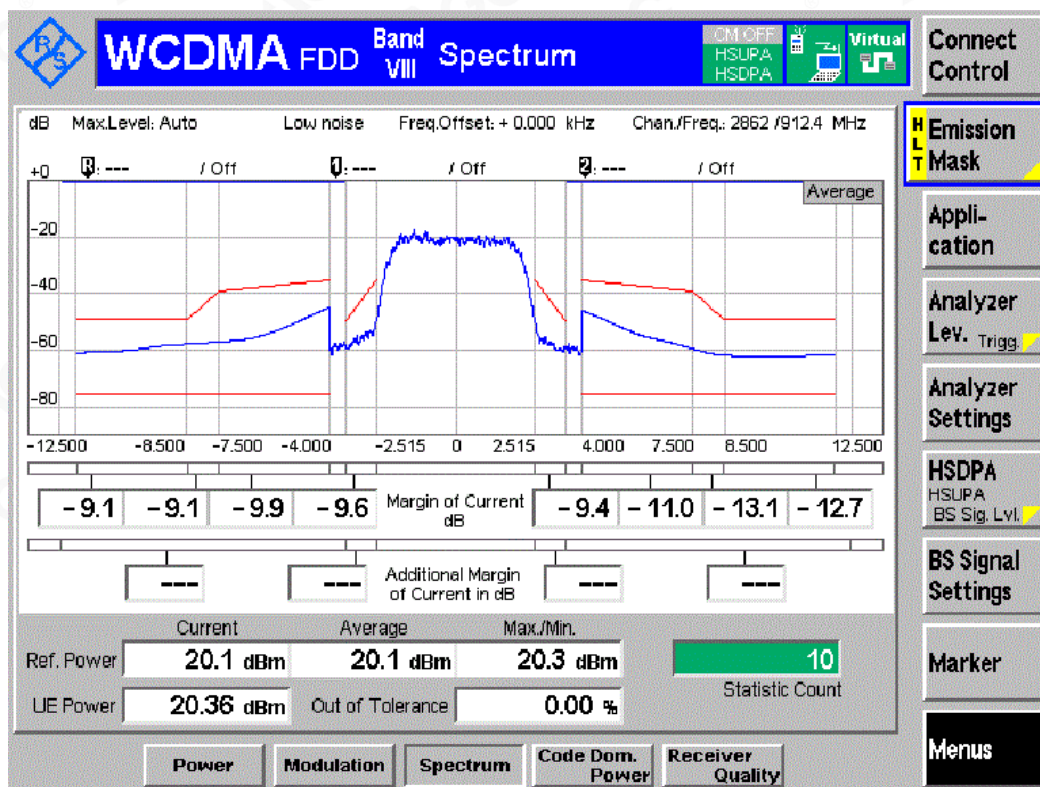 R&S
WCDMA FDD Band VIII Spectrum
CM OFF
HSUPA
HSDPA
Virtual
Connect Control
dB Max.Level: Auto Low noise Freq.Offset: + 0.000 kHz Chan./Freq.: 2862 /912.4 MHz
HLT Emission Mask
R: --- / Off 1: --- / Off 2: --- / Off
+0
Average
-20
-40
-60
-80
-12.500 -8.500 -7.500 -4.000 -2.515 0 2.515 4.000 7.500 8.500 12.500
Appli-cation
Analyzer Lev. Trigg.
Analyzer Settings
HSDPA
HSUPA
BS Sig. Lvl.
BS Signal Settings
Marker
Menus
-9.1 -9.1 -9.9 -9.6 Margin of Current dB -9.4 -11.0 -13.1 -12.7
--- --- Additional Margin of Current in dB --- ---
Current Average Max./Min.
Ref. Power 20.1 dBm 20.1 dBm 20.3 dBm 10
Statistic Count
UE Power 20.36 dBm Out of Tolerance 0.00 %
Power Modulation Spectrum Code Dom. Power Receiver Quality